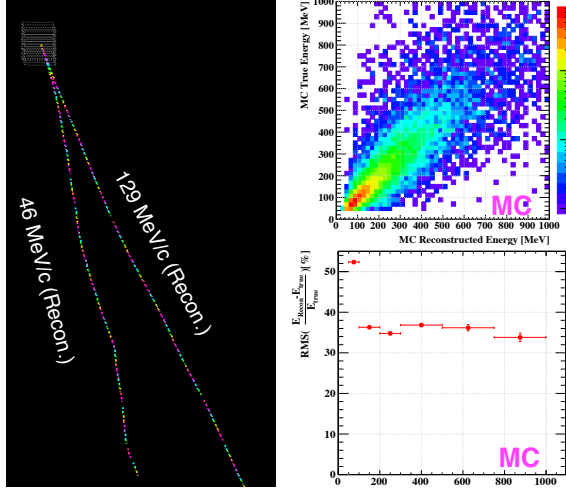 46 MeV/c (Recon.)
129 MeV/c (Recon.)
MC True Energy [MeV]
1000
900
800
700
600
500
400
300
200
100
0
0 100 200 300 400 500 600 700 800 900 1000
MC Reconstructed Energy [MeV]
MC
RMS( (E_Recon - E_true) / E_true ) [%]
50
40
30
20
10
0
0 200 400 600 800 1000
MC